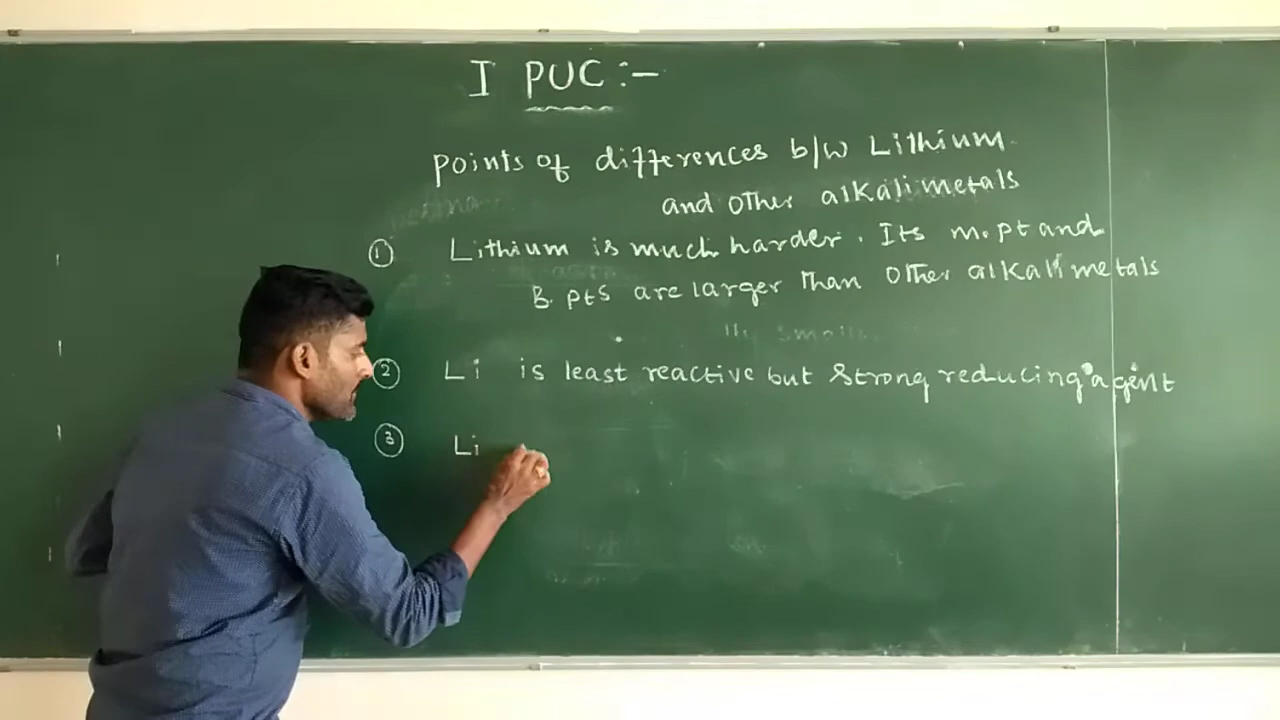 I PUC :-
Points of differences b/w Lithium.
and other alkali metals
① Lithium is much harder. Its m.pt and
B. pts are larger than other alkali metals
② Li is least reactive but strong reducing agent
③ Li